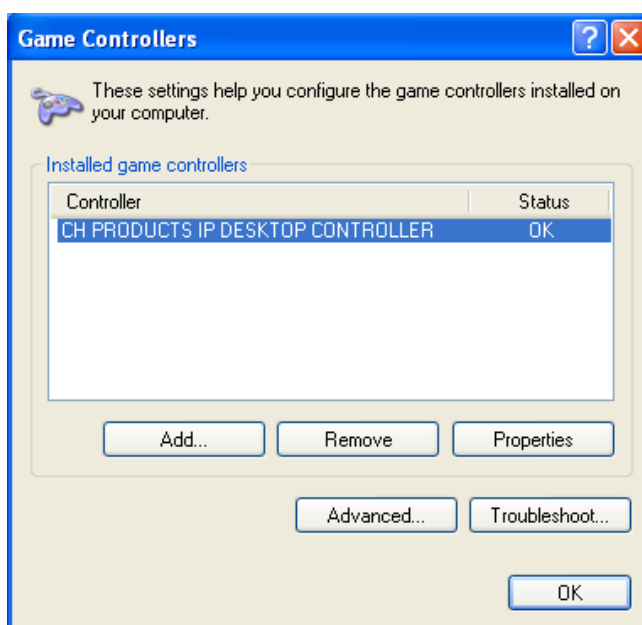 Game Controllers
These settings help you configure the game controllers installed on
your computer.
Installed game controllers
Controller Status
CH PRODUCTS IP DESKTOP CONTROLLER OK
Add... Remove Properties
Advanced... Troubleshoot...
OK